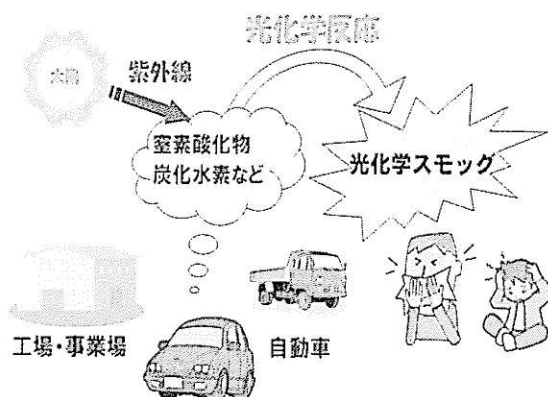 光化学反応
太陽
紫外線
窒素酸化物
炭化水素など
光化学スモッグ
工場・事業場
自動車